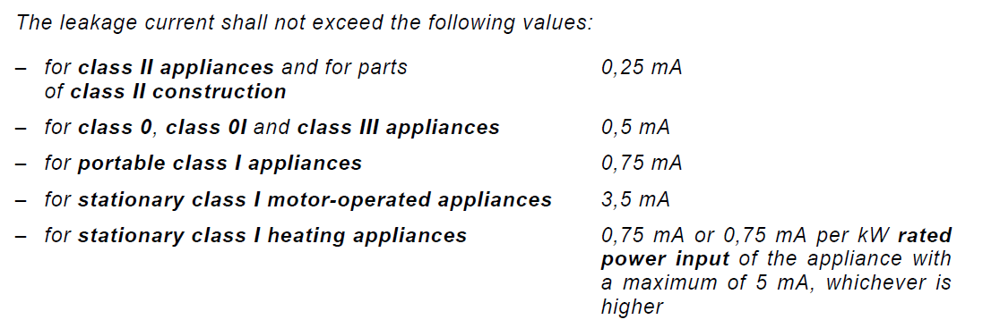 The leakage current shall not exceed the following values:
– for class II appliances and for parts of class II construction 0,25 mA
– for class 0, class 0I and class III appliances 0,5 mA
– for portable class I appliances 0,75 mA
– for stationary class I motor-operated appliances 3,5 mA
– for stationary class I heating appliances 0,75 mA or 0,75 mA per kW rated
power input of the appliance with
a maximum of 5 mA, whichever is
higher